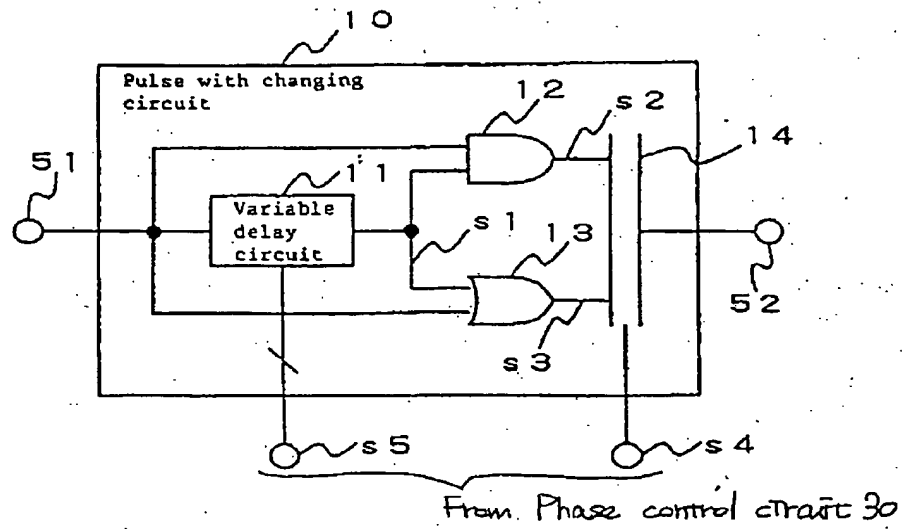 10
Pulse with changing
circuit
12
s2
14
51
11
Variable
delay
circuit
s1
13
52
s3
s5
s4
From Phase control circuit 30